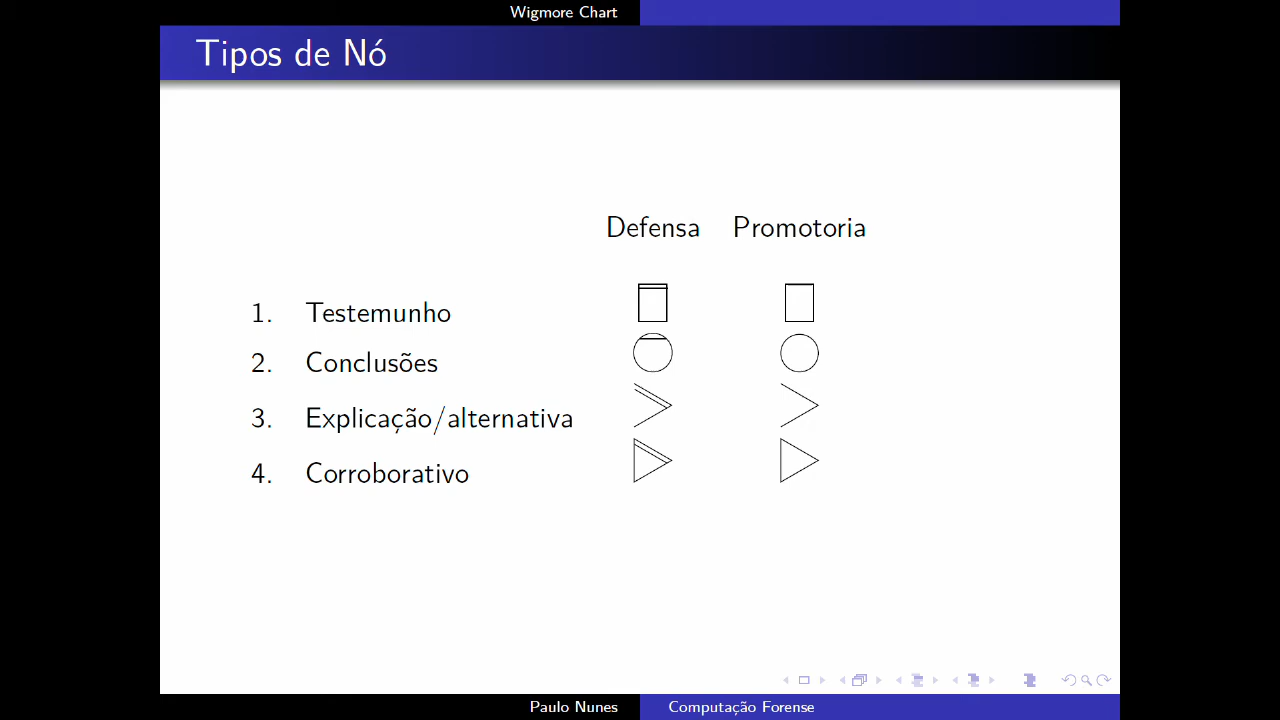 Wigmore Chart
Tipos de Nó
Defensa Promotoria
1. Testemunho
2. Conclusões
3. Explicação/alternativa
4. Corroborativo
Paulo Nunes Computação Forense